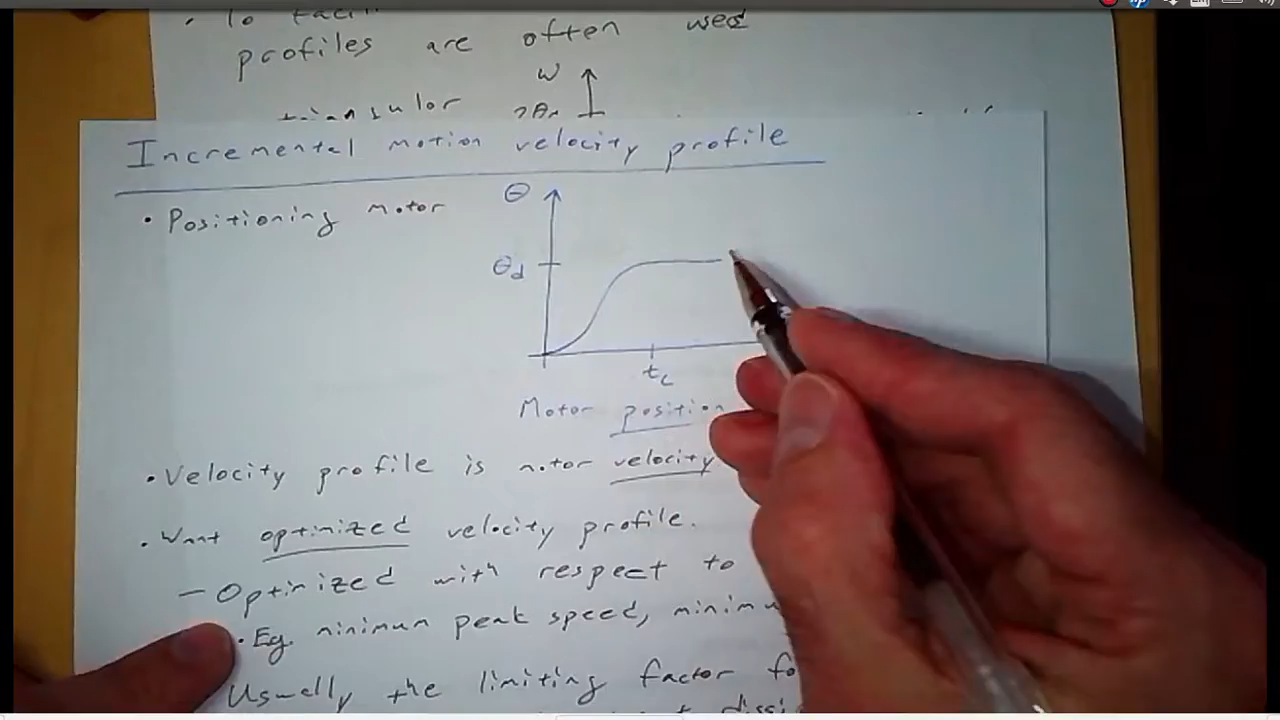 profiles are often used
ω
triangular
Incremental motion velocity profile
• Positioning motor
Θ
Θd
tc
Motor position
• Velocity profile is motor velocity
• Want optimized velocity profile.
– Optimized with respect to
• Eg. minimum peak speed,
Usually the limiting factor